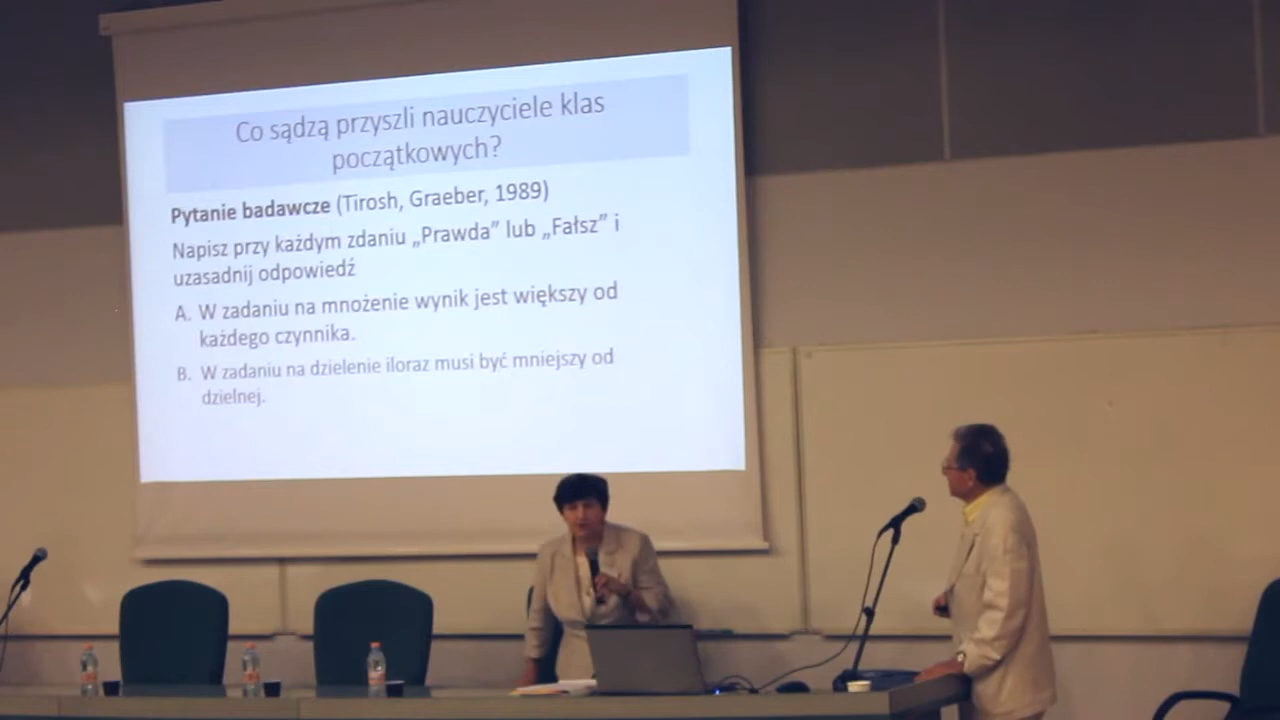 Co sądzą przyszli nauczyciele klas
początkowych?
Pytanie badawcze (Tirosh, Graeber, 1989)
Napisz przy każdym zdaniu „Prawda” lub „Fałsz” i
uzasadnij odpowiedź
A. W zadaniu na mnożenie wynik jest większy od
każdego czynnika.
B. W zadaniu na dzielenie iloraz musi być mniejszy od
dzielnej.